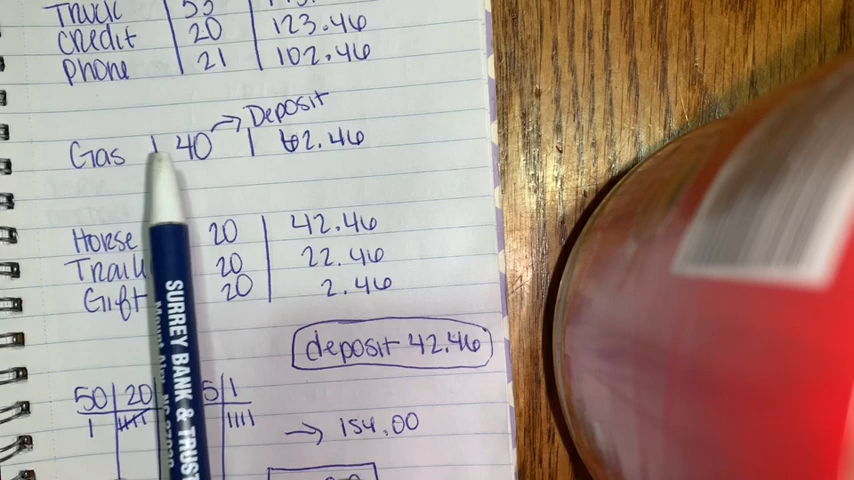 Truck 53
Credit 20 123.46
Phone 21 102.46
Deposit
Gas 40 62.46
Horse 20 42.46
20 22.46
Gift 20 2.46
deposit 42.46
50 20 5 1
1 1111
154.00
SURREY BANK & TRUST